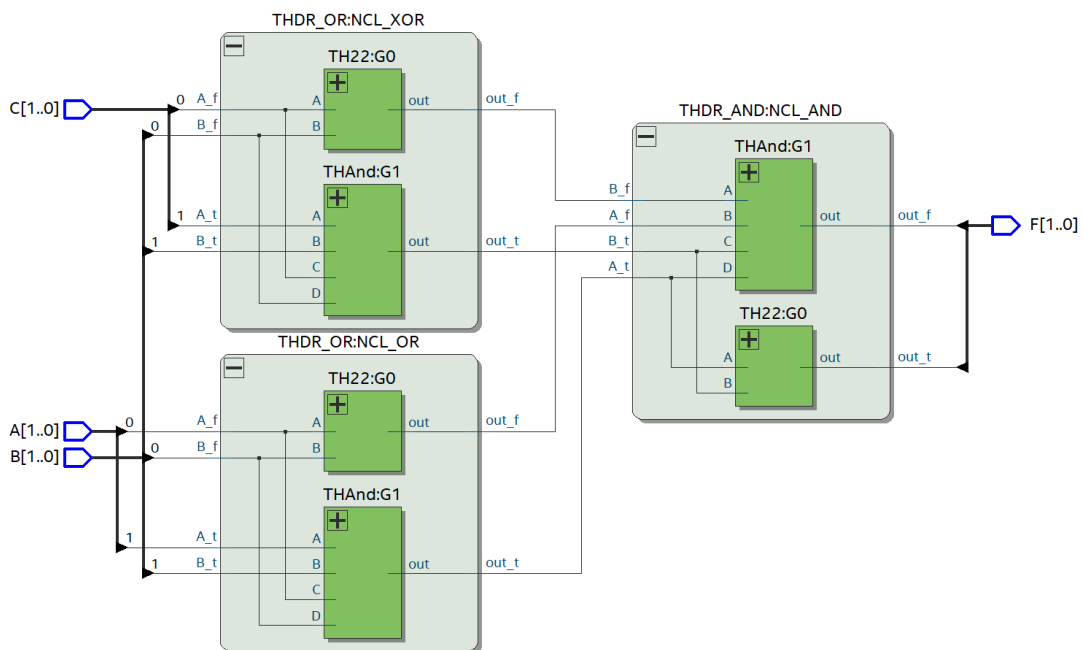 THDR_OR:NCL_XOR
TH22:G0
C[1..0]
0
A_f
A
out
out_f
0
B_f
B
THAnd:G1
1
A_t
A
1
B_t
B
out
out_t
C
D
THDR_AND:NCL_AND
THAnd:G1
B_f
A
A_f
B
out
out_f
F[1..0]
B_t
C
A_t
D
TH22:G0
A
out
out_t
B
THDR_OR:NCL_OR
TH22:G0
A[1..0]
0
A_f
A
out
out_f
B[1..0]
0
B_f
B
THAnd:G1
1
A_t
A
1
B_t
B
out
out_t
C
D